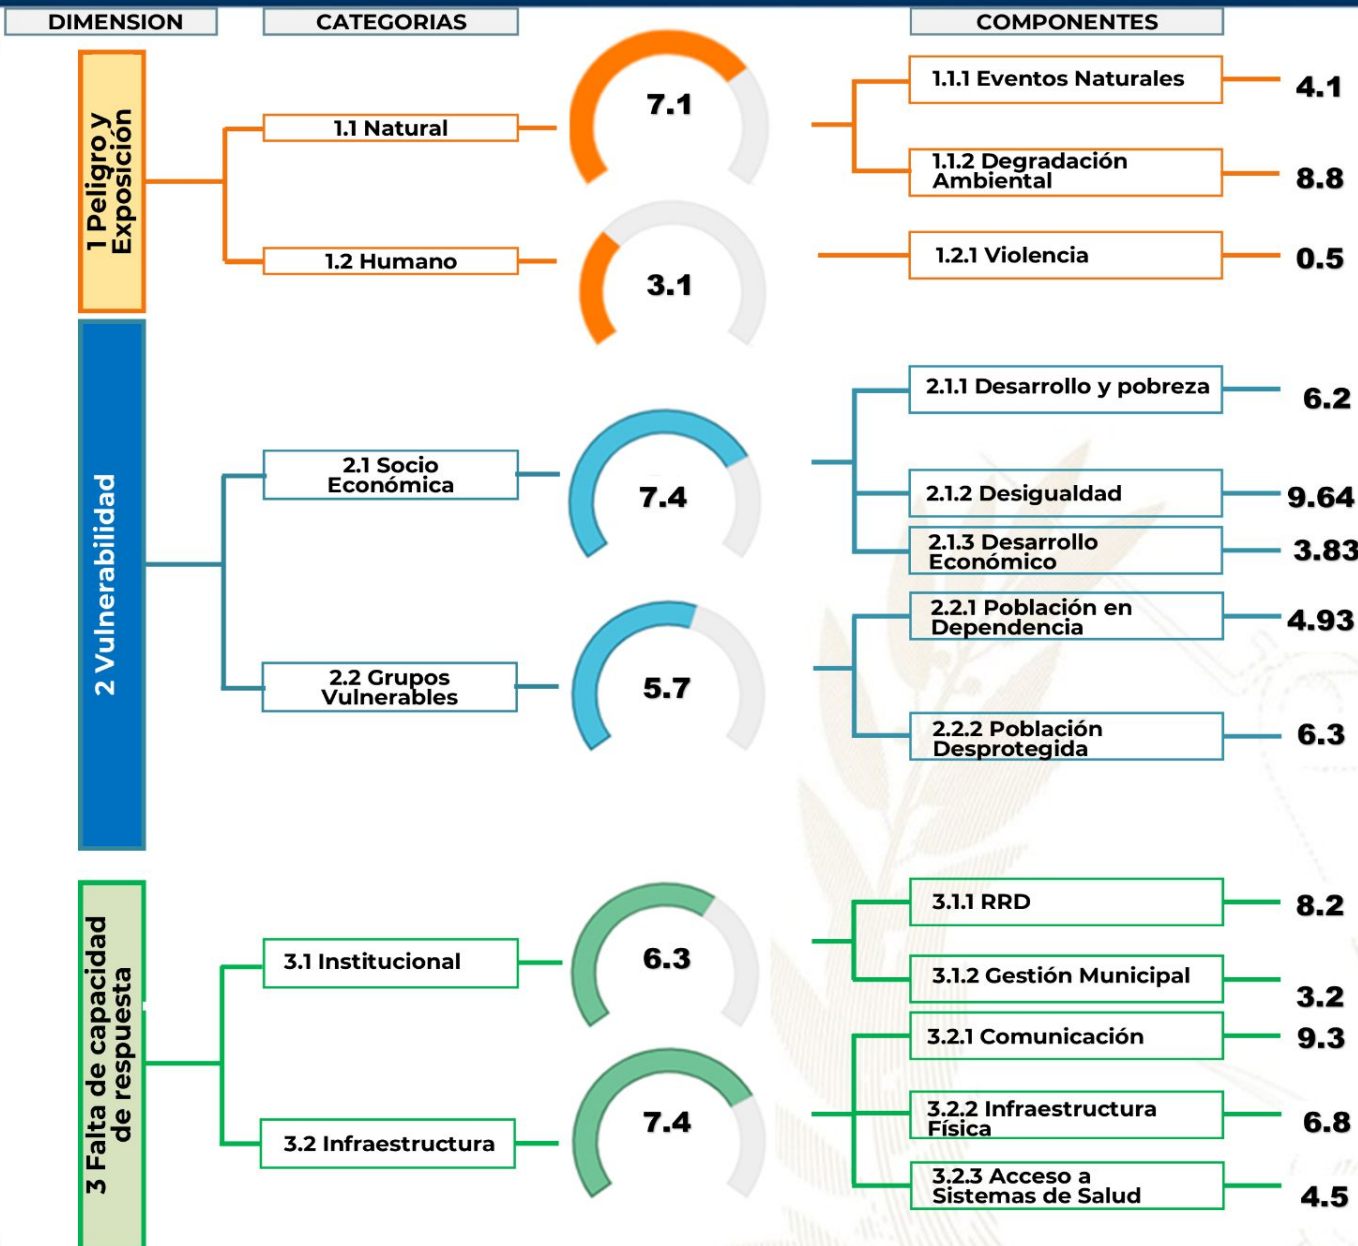 DIMENSION
CATEGORIAS
COMPONENTES
1 Peligro y
Exposición
1.1 Natural
7.1
1.1.1 Eventos Naturales
4.1
1.1.2 Degradación
Ambiental
8.8
1.2 Humano
3.1
1.2.1 Violencia
0.5
2 Vulnerabilidad
2.1 Socio
Económica
7.4
2.1.1 Desarrollo y pobreza
6.2
2.1.2 Desigualdad
9.64
2.1.3 Desarrollo
Económico
3.83
2.2 Grupos
Vulnerables
5.7
2.2.1 Población en
Dependencia
4.93
2.2.2 Población
Desprotegida
6.3
3 Falta de capacidad
de respuesta
3.1 Institucional
6.3
3.1.1 RRD
8.2
3.1.2 Gestión Municipal
3.2
3.2 Infraestructura
7.4
3.2.1 Comunicación
9.3
3.2.2 Infraestructura
Física
6.8
3.2.3 Acceso a
Sistemas de Salud
4.5